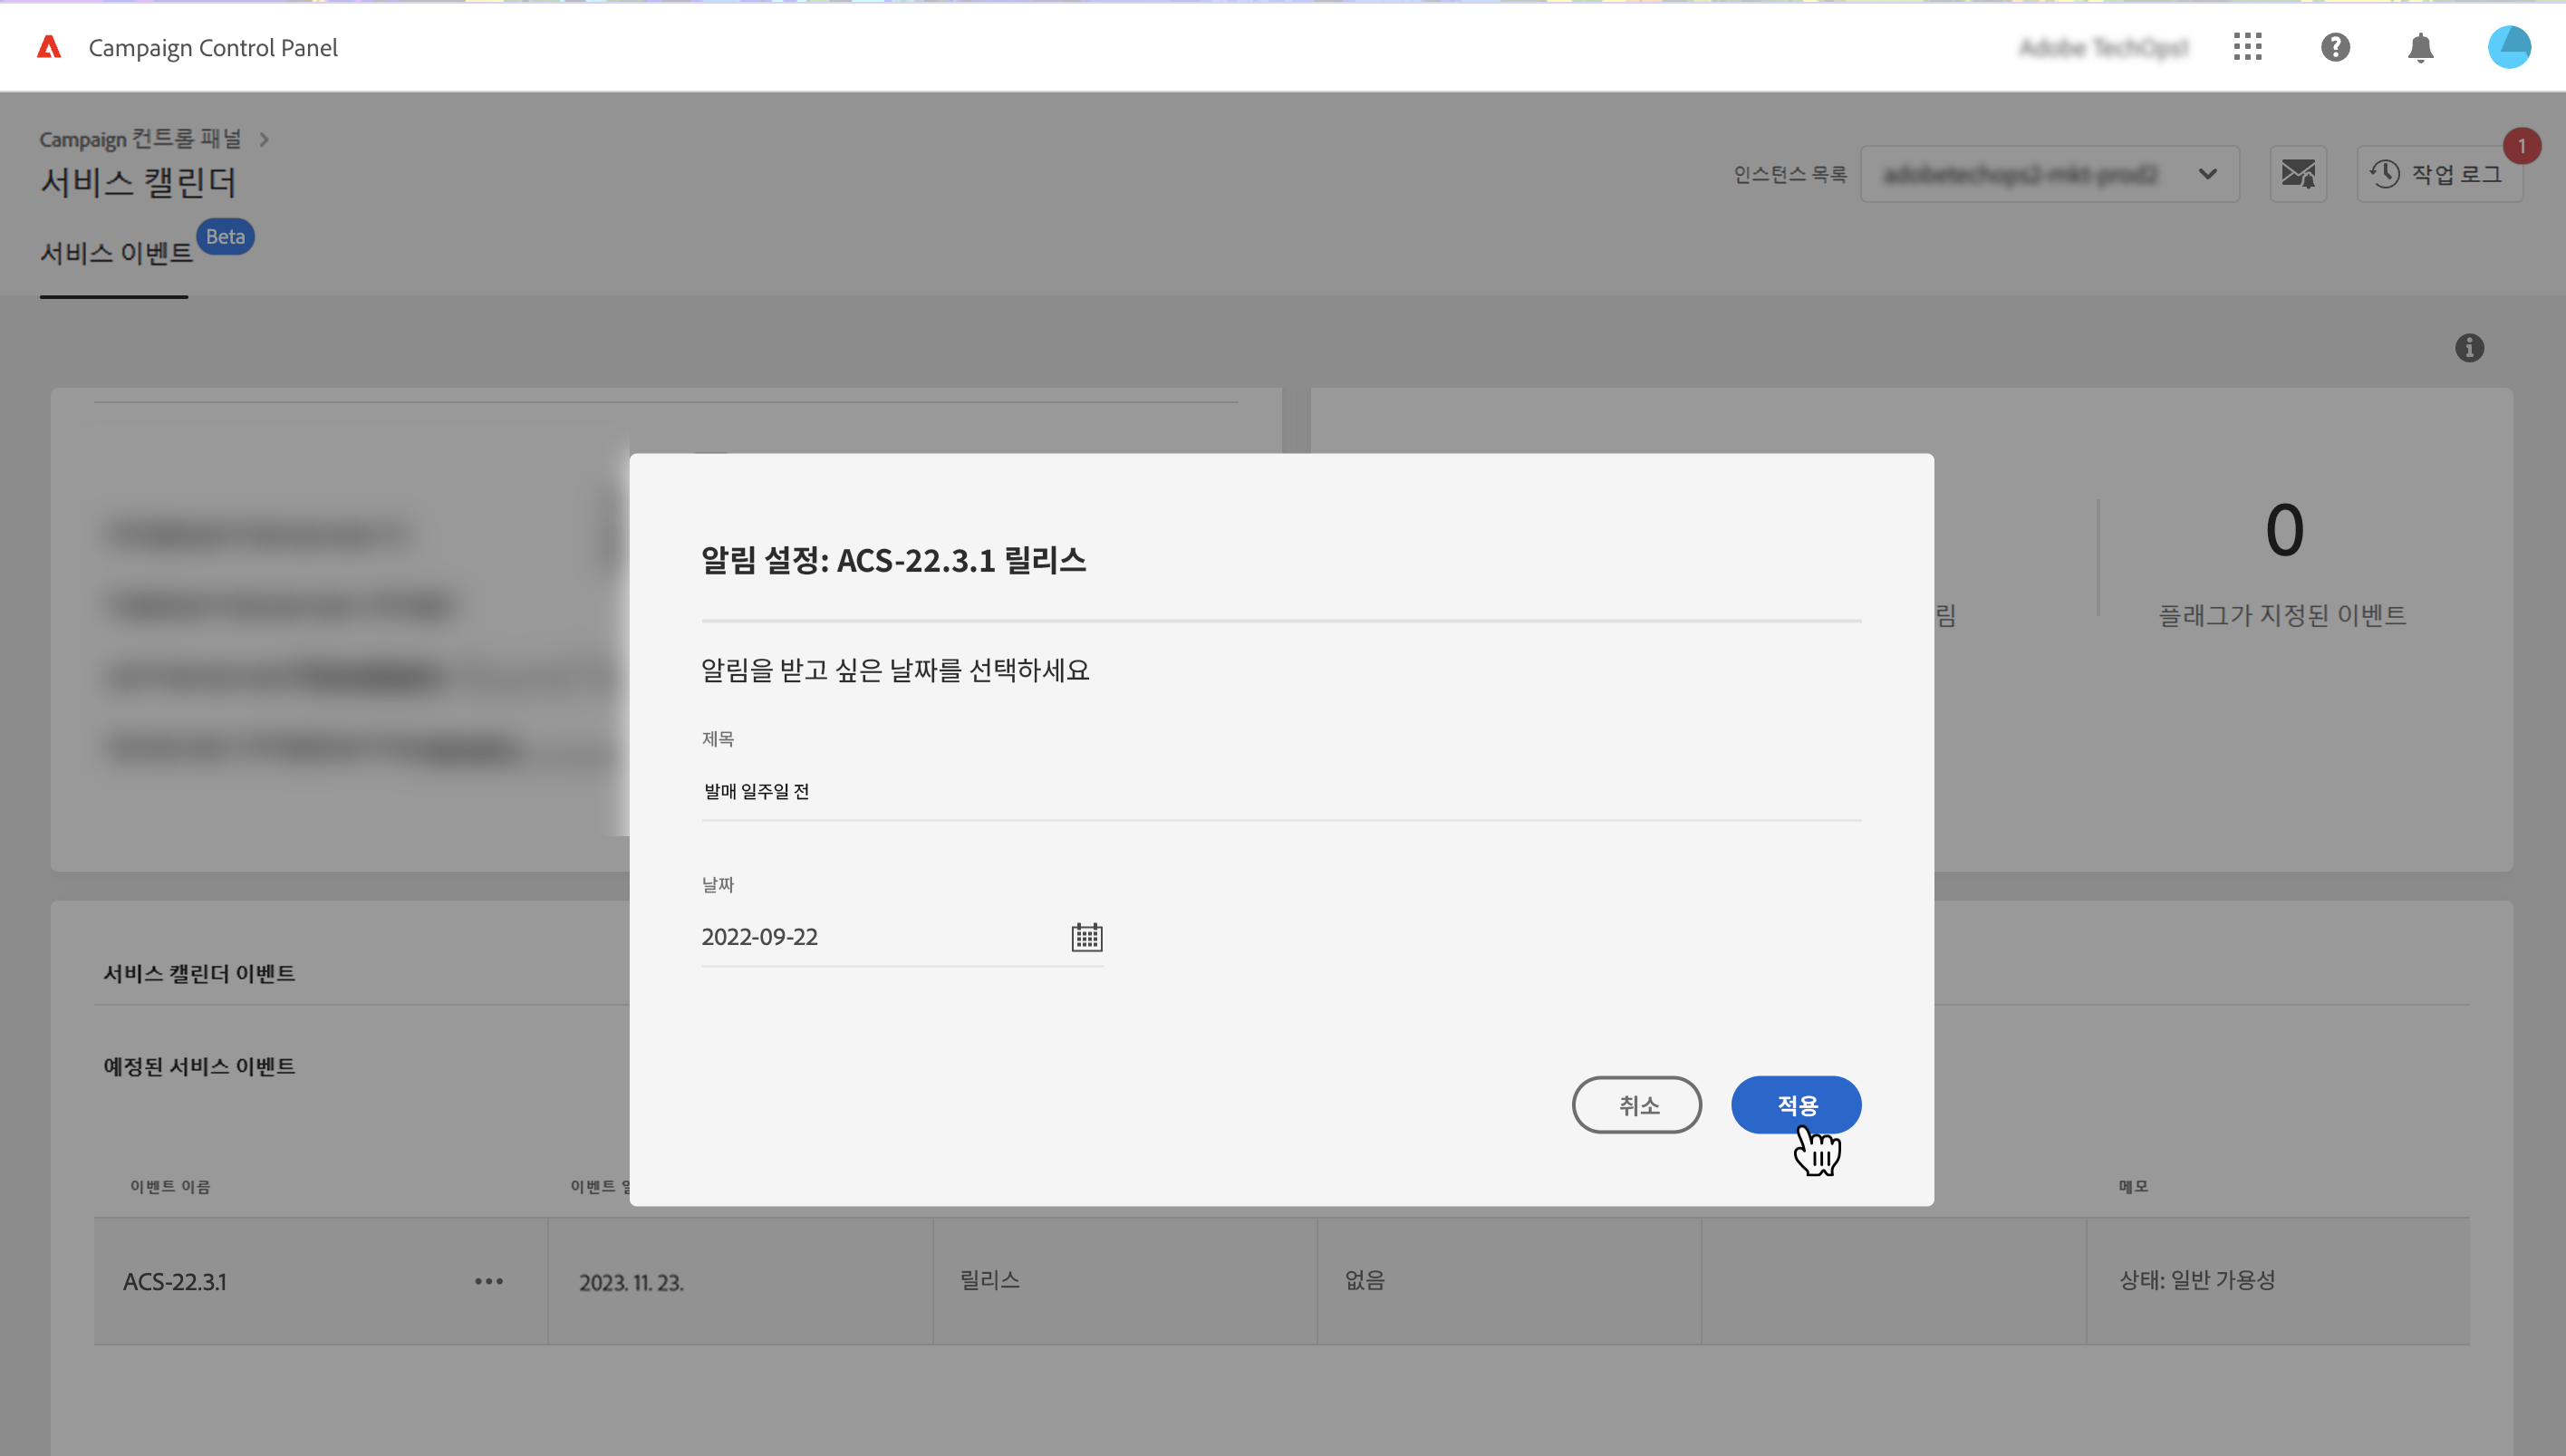 Campaign Control Panel
Campaign 컨트롤 패널
서비스 캘린더
인스턴스 목록
작업 로그
1
서비스 이벤트
Beta
알림 설정: ACS-22.3.1 릴리스
알림을 받고 싶은 날짜를 선택하세요
제목
발매 일주일 전
날짜
2022-09-22
취소
적용
0
림
플래그가 지정된 이벤트
서비스 캘린더 이벤트
예정된 서비스 이벤트
이벤트 이름
이벤트
메모
ACS-22.3.1
2023. 11. 23.
릴리스
없음
상태: 일반 가용성